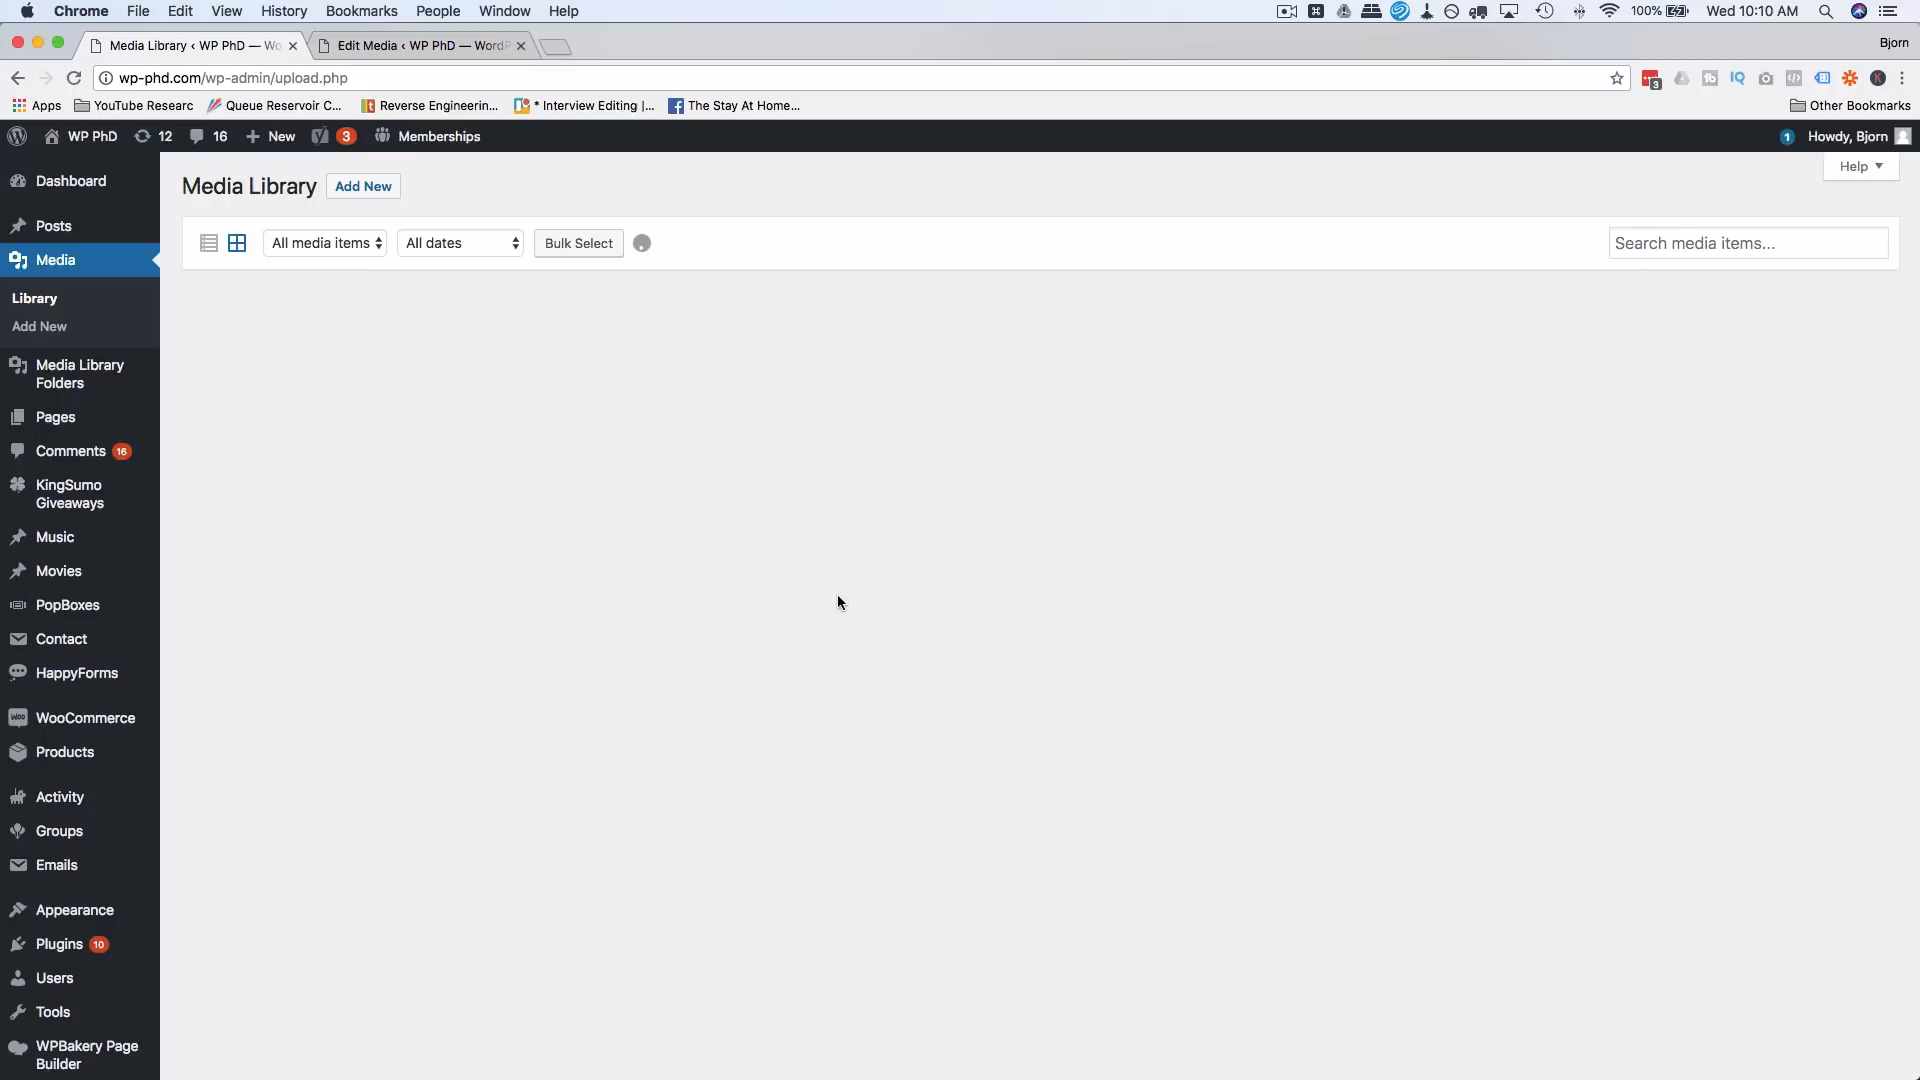 Chrome File Edit View History Bookmarks People Window Help 100% Wed 10:10 AM
Media Library ‹ WP PhD — Wo Edit Media ‹ WP PhD — WordP Bjorn
wp-phd.com/wp-admin/upload.php 3
Apps YouTube Researc Queue Reservoir C... Reverse Engineerin... * Interview Editing |... The Stay At Home... Other Bookmarks
WP PhD 12 16 New 3 Memberships 1 Howdy, Bjorn
Help
Media Library Add New
All media items All dates Bulk Select Search media items...
Dashboard
Posts
Media
Library
Add New
Media Library
Folders
Pages
Comments 16
KingSumo
Giveaways
Music
Movies
PopBoxes
Contact
HappyForms
WooCommerce
Products
Activity
Groups
Emails
Appearance
Plugins 10
Users
Tools
WPBakery Page
Builder